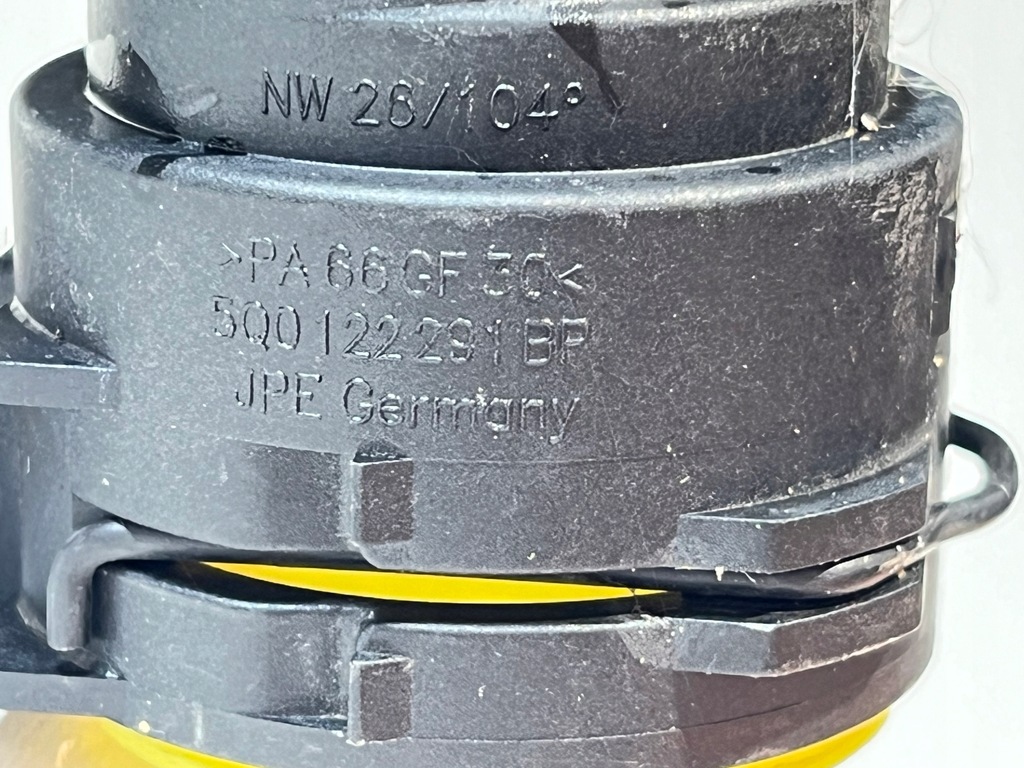 NW 26/104°
>PA 66 GF 30<
5Q0 122 291 BP
JPE Germany